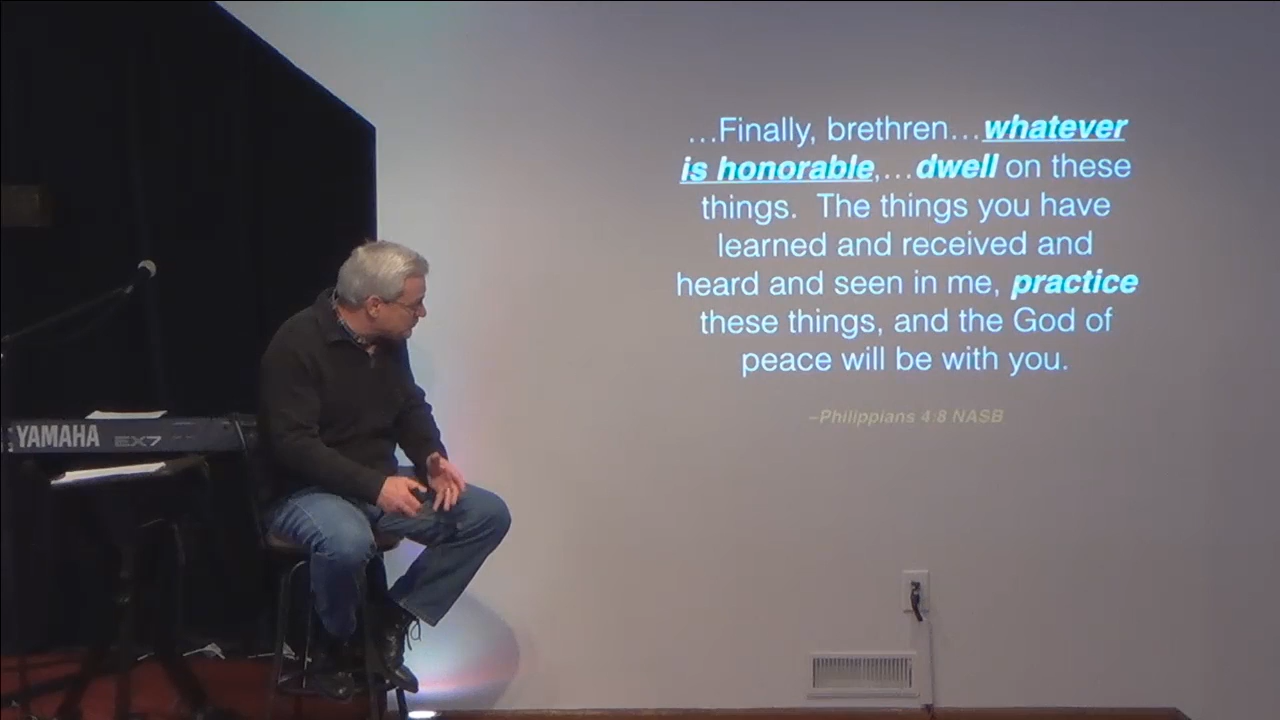 …Finally, brethren…whatever
is honorable,…dwell on these
things.  The things you have
learned and received and
heard and seen in me, practice
these things, and the God of
peace will be with you.
–Philippians 4:8 NASB
YAMAHA EX7